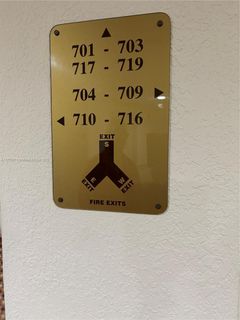 701 - 703
717 - 719
704 - 709
710 - 716
EXIT
S
E
W
EXIT
EXIT
FIRE EXITS